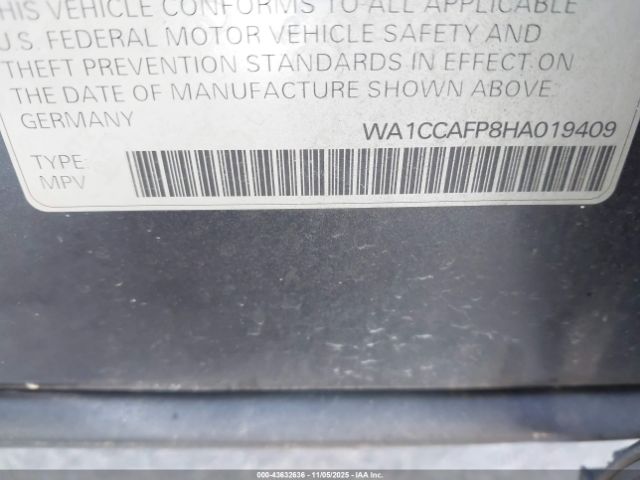 THIS VEHICLE CONFORMS TO ALL APPLICABLE
U.S. FEDERAL MOTOR VEHICLE SAFETY AND
THEFT PREVENTION STANDARDS IN EFFECT ON
THE DATE OF MANUFACTURE SHOWN ABOVE.
GERMANY
WA1CCAFP8HA019409
TYPE:
MPV
000-43632636 - 11/05/2025 - IAA Inc.